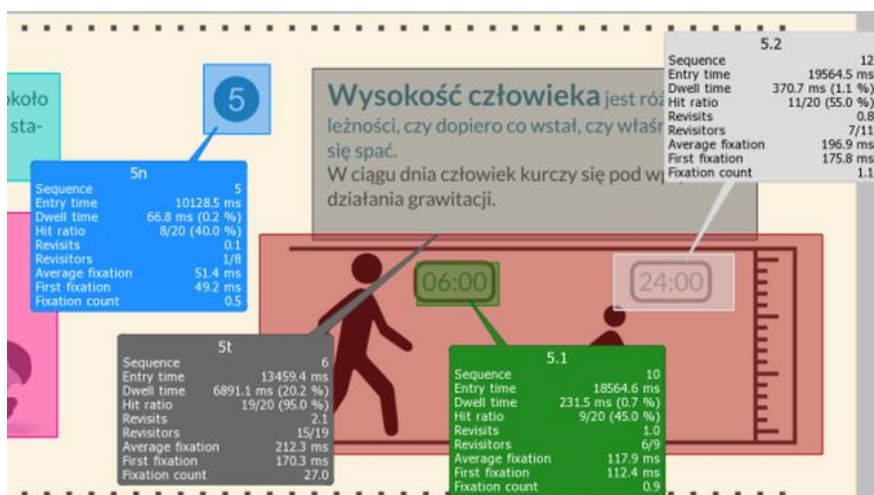 około
sta-
5
Wysokość człowieka jest róż
leżności, czy dopiero co wstał, czy właś
się spać.
W ciągu dnia człowiek kurczy się pod
działania grawitacji.
06:00
24:00
5n
Sequence 5
Entry time 10128.5 ms
Dwell time 66.8 ms (0.2 %)
Hit ratio 8/20 (40.0 %)
Revisits 0.1
Revisitors 1/8
Average fixation 51.4 ms
First fixation 49.2 ms
Fixation count 0.5
5t
Sequence 6
Entry time 13459.4 ms
Dwell time 6891.1 ms (20.2 %)
Hit ratio 19/20 (95.0 %)
Revisits 2.1
Revisitors 15/19
Average fixation 212.3 ms
First fixation 170.3 ms
Fixation count 27.0
5.1
Sequence 10
Entry time 18564.6 ms
Dwell time 231.5 ms (0.7 %)
Hit ratio 9/20 (45.0 %)
Revisits 1.0
Revisitors 6/9
Average fixation 117.9 ms
First fixation 112.4 ms
Fixation count 0.9
5.2
Sequence 12
Entry time 19564.5 ms
Dwell time 370.7 ms (1.1 %)
Hit ratio 11/20 (55.0 %)
Revisits 0.8
Revisitors 7/11
Average fixation 196.9 ms
First fixation 175.8 ms
Fixation count 1.1